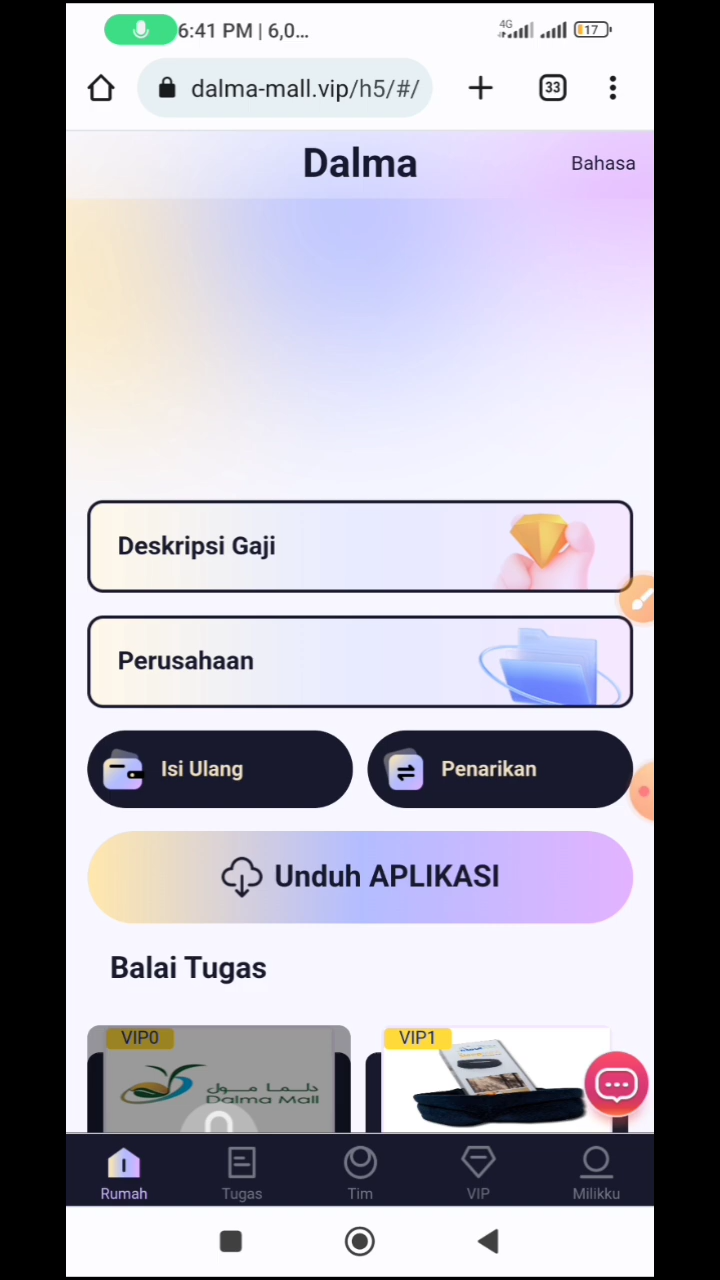 6:41 PM | 6,0...
4G
17
dalma-mall.vip/h5/#/
33
Dalma
Bahasa
Deskripsi Gaji
Perusahaan
Isi Ulang
Penarikan
Unduh APLIKASI
Balai Tugas
VIP0
VIP1
دلما مول
Dalma Mall
Rumah
Tugas
Tim
VIP
Milikku